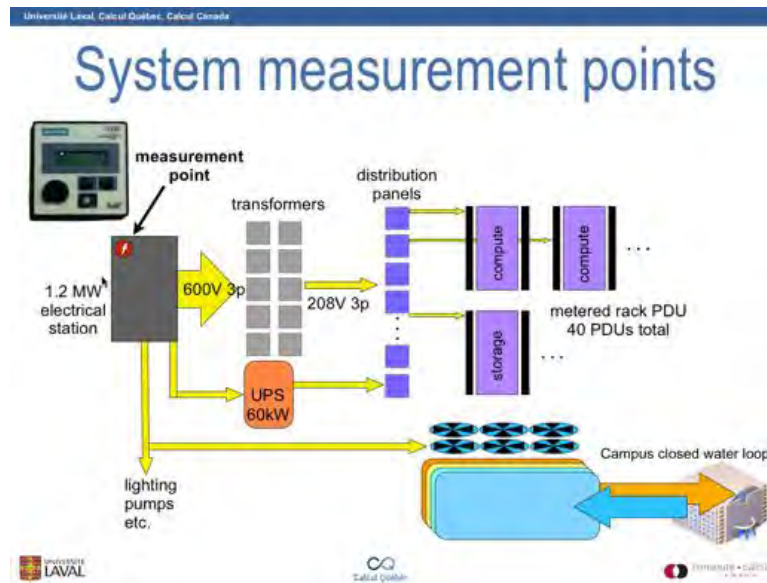 Université Laval, Calcul Québec, Calcul Canada
System measurement points
measurement
point
transformers
distribution
panels
1.2 MW
electrical
station
600V 3p
208V 3p
compute
compute
...
metered rack PDU
40 PDUs total
storage
...
UPS
60kW
lighting
pumps
etc.
Campus closed water loop
UNIVERSITÉ
LAVAL
Calcul Québec